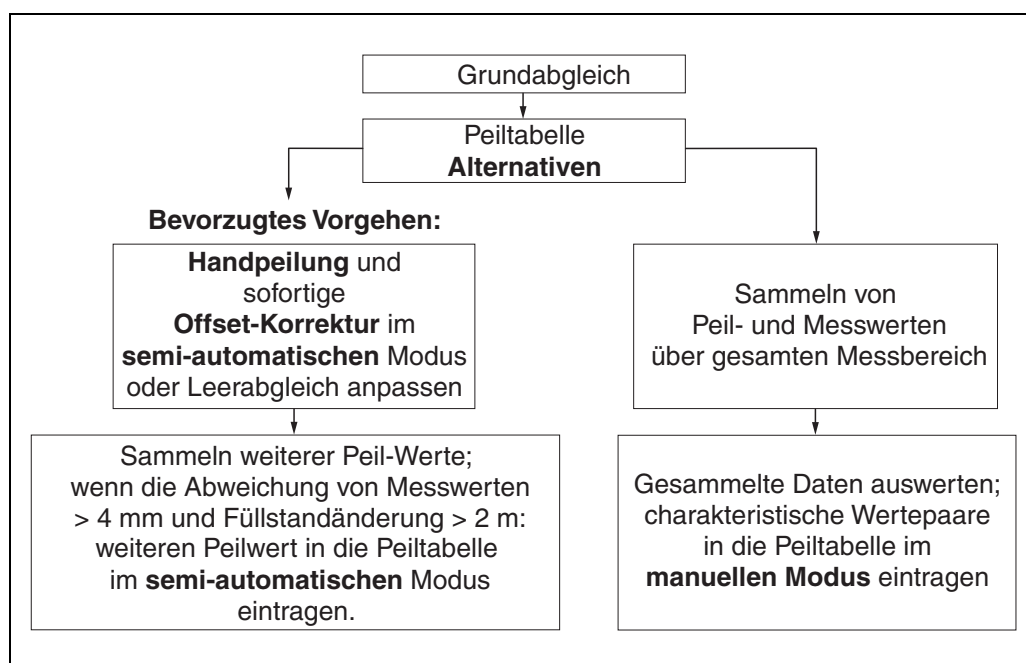 Grundabgleich
Peiltabelle
Alternativen
Bevorzugtes Vorgehen:
Handpeilung und
sofortige
Offset-Korrektur im
semi-automatischen Modus
oder Leerabgleich anpassen
Sammeln weiterer Peil-Werte;
wenn die Abweichung von Messwerten
> 4 mm und Füllstandänderung > 2 m:
weiteren Peilwert in die Peiltabelle
im semi-automatischen Modus
eintragen.
Sammeln von
Peil- und Messwerten
über gesamten Messbereich
Gesammelte Daten auswerten;
charakteristische Wertepaare
in die Peiltabelle im
manuellen Modus eintragen